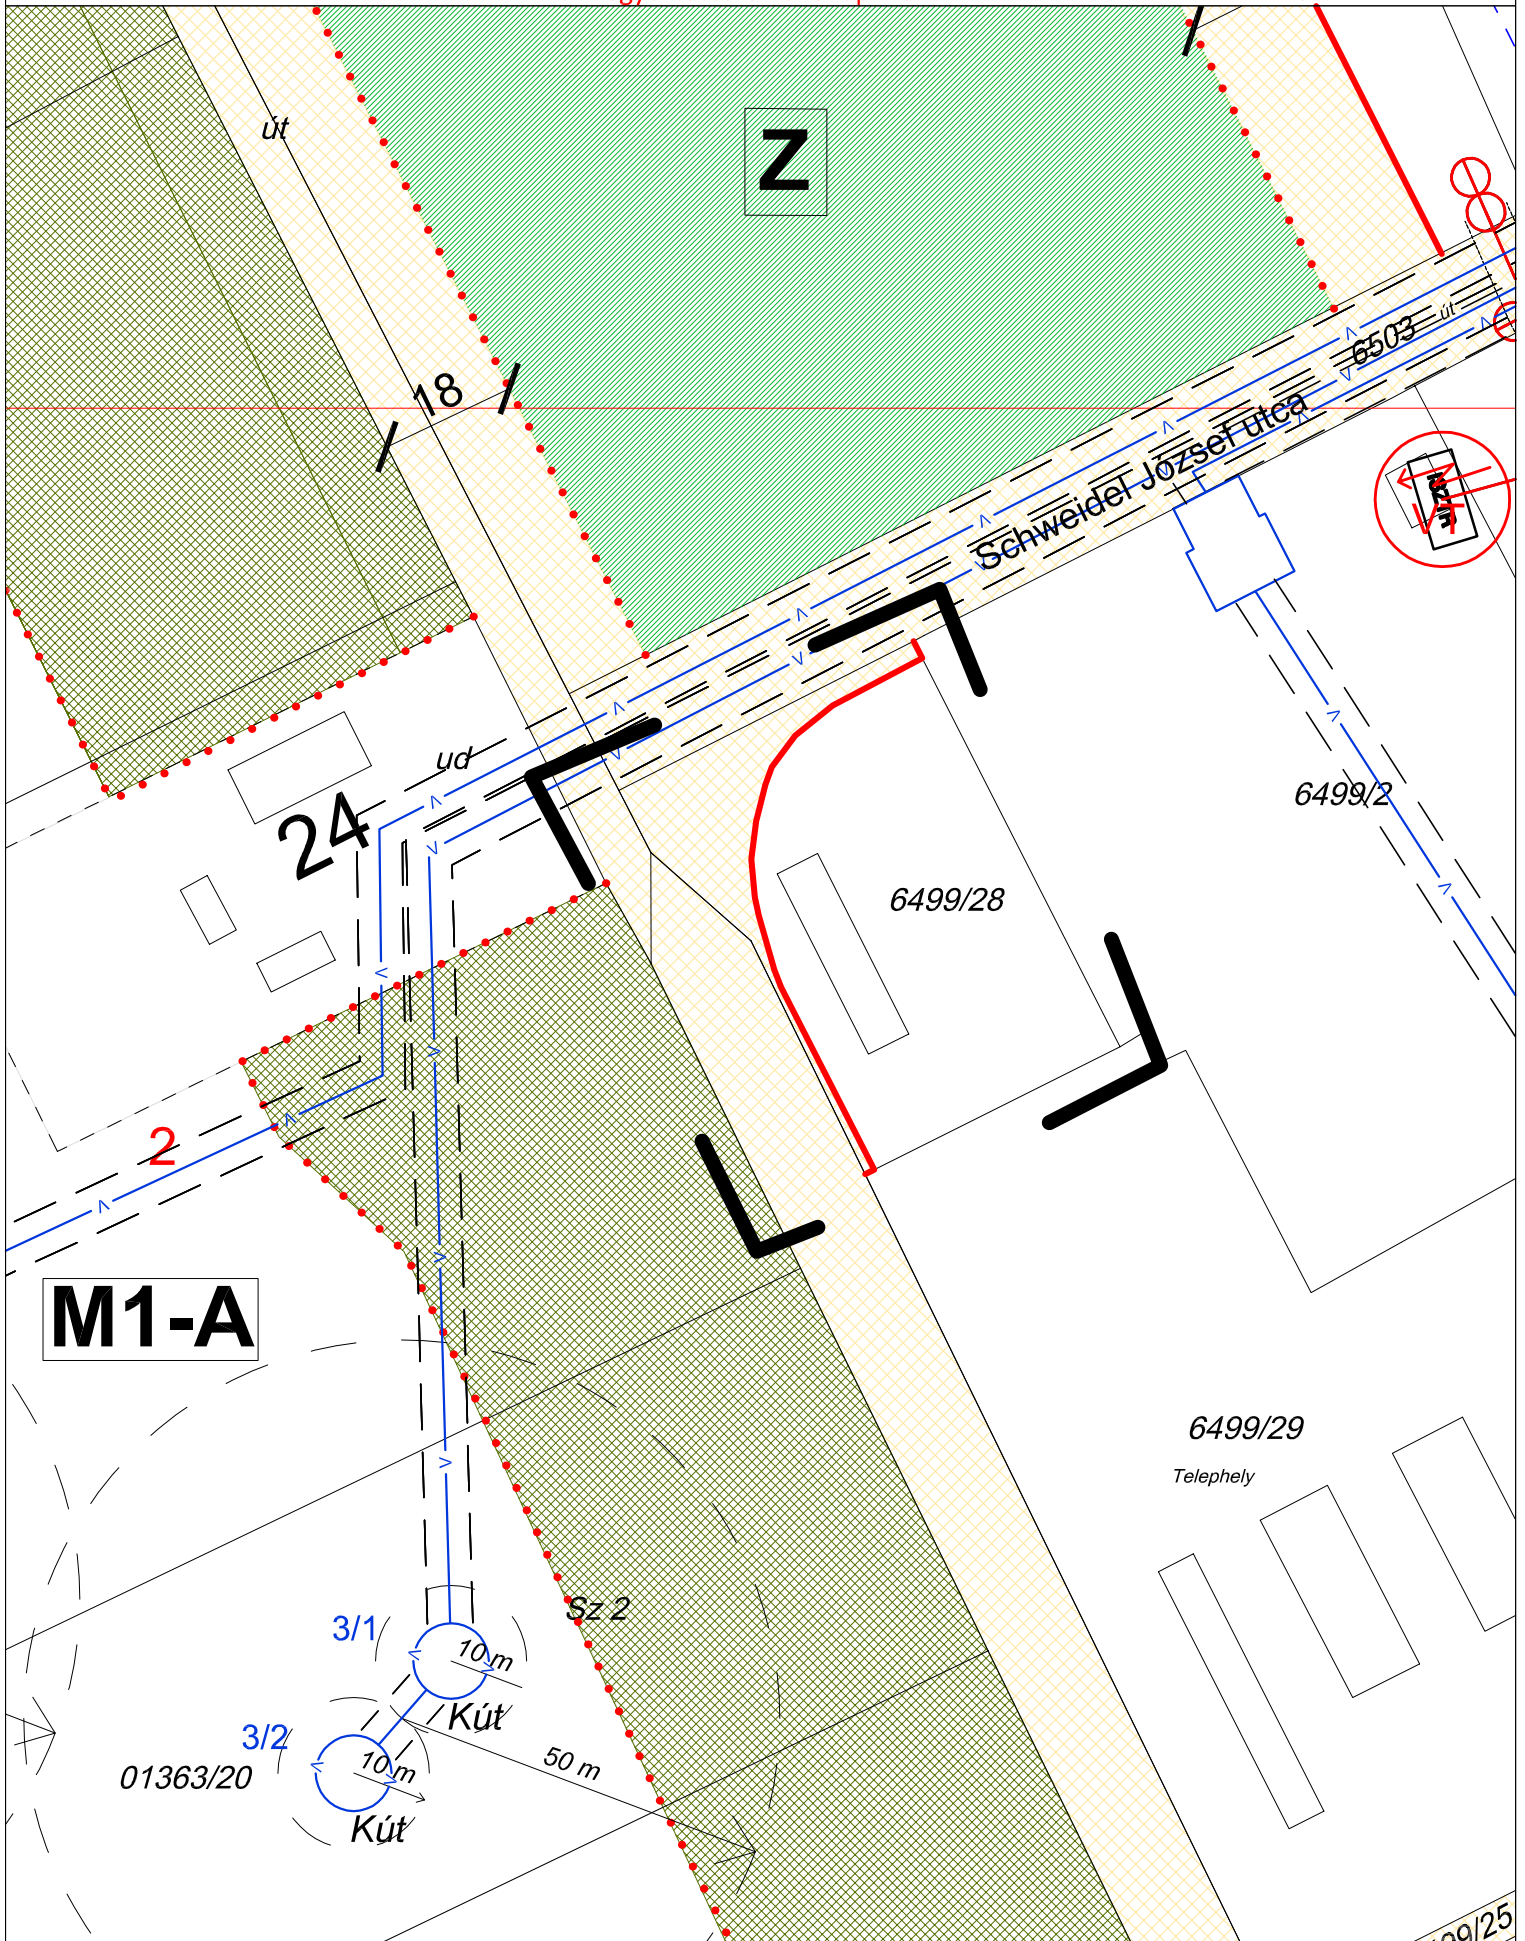 út
Z
18
6503
út
Schweidel József utca
VT
ud
24
6499/2
6499/28
2
M1-A
6499/29
Telephely
Sz 2
3/1
10 m
Kút
3/2
10 m
50 m
01363/20
Kút